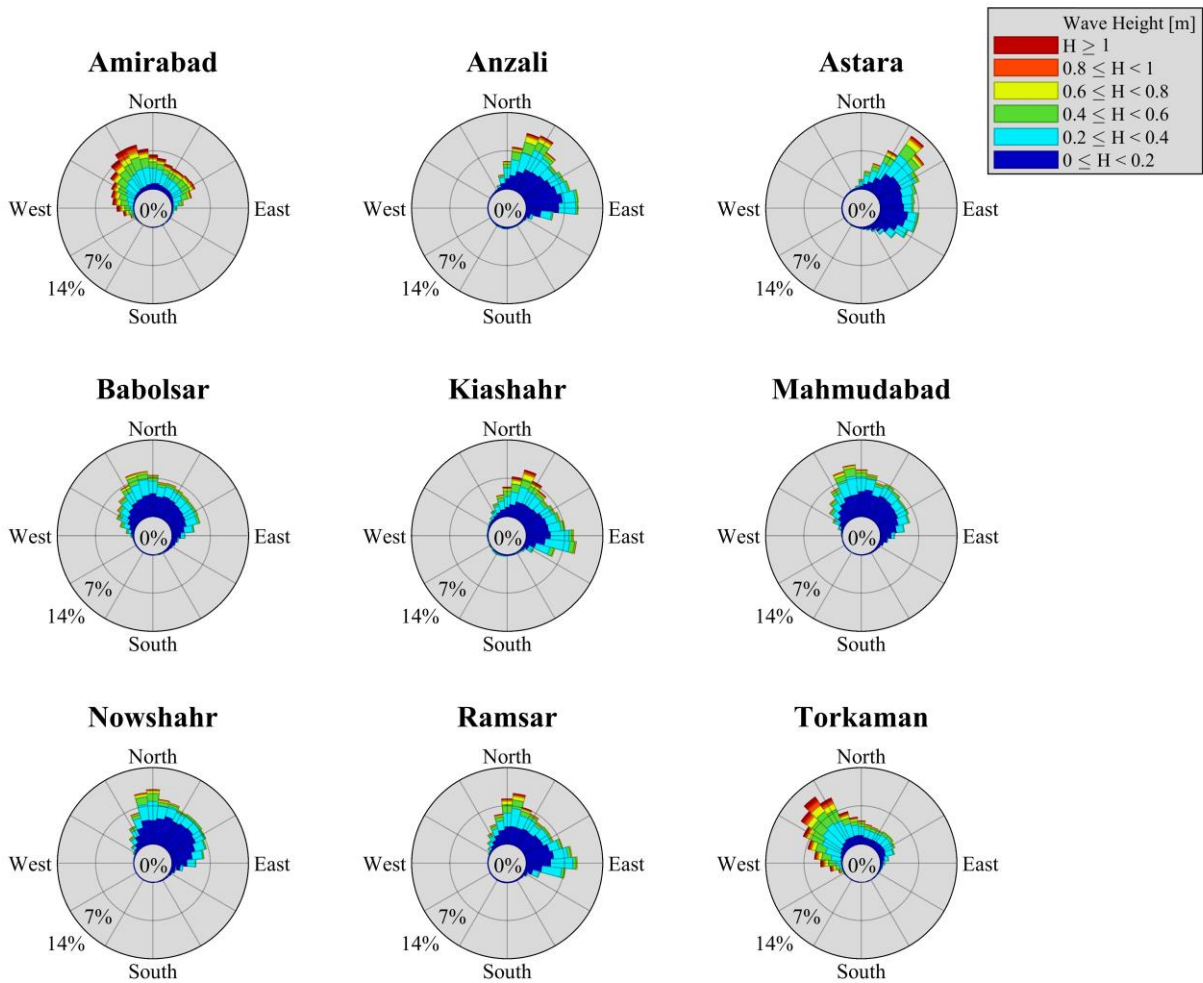 Wave Height [m]
H ≥ 1
0.8 ≤ H < 1
0.6 ≤ H < 0.8
0.4 ≤ H < 0.6
0.2 ≤ H < 0.4
0 ≤ H < 0.2
Amirabad
North
West
0%
East
7%
14%
South
Anzali
North
West
0%
East
7%
14%
South
Astara
North
West
0%
East
7%
14%
South
Babolsar
North
West
0%
East
7%
14%
South
Kiashahr
North
West
0%
East
7%
14%
South
Mahmudabad
North
West
0%
East
7%
14%
South
Nowshahr
North
West
0%
East
7%
14%
South
Ramsar
North
West
0%
East
7%
14%
South
Torkaman
North
West
0%
East
7%
14%
South